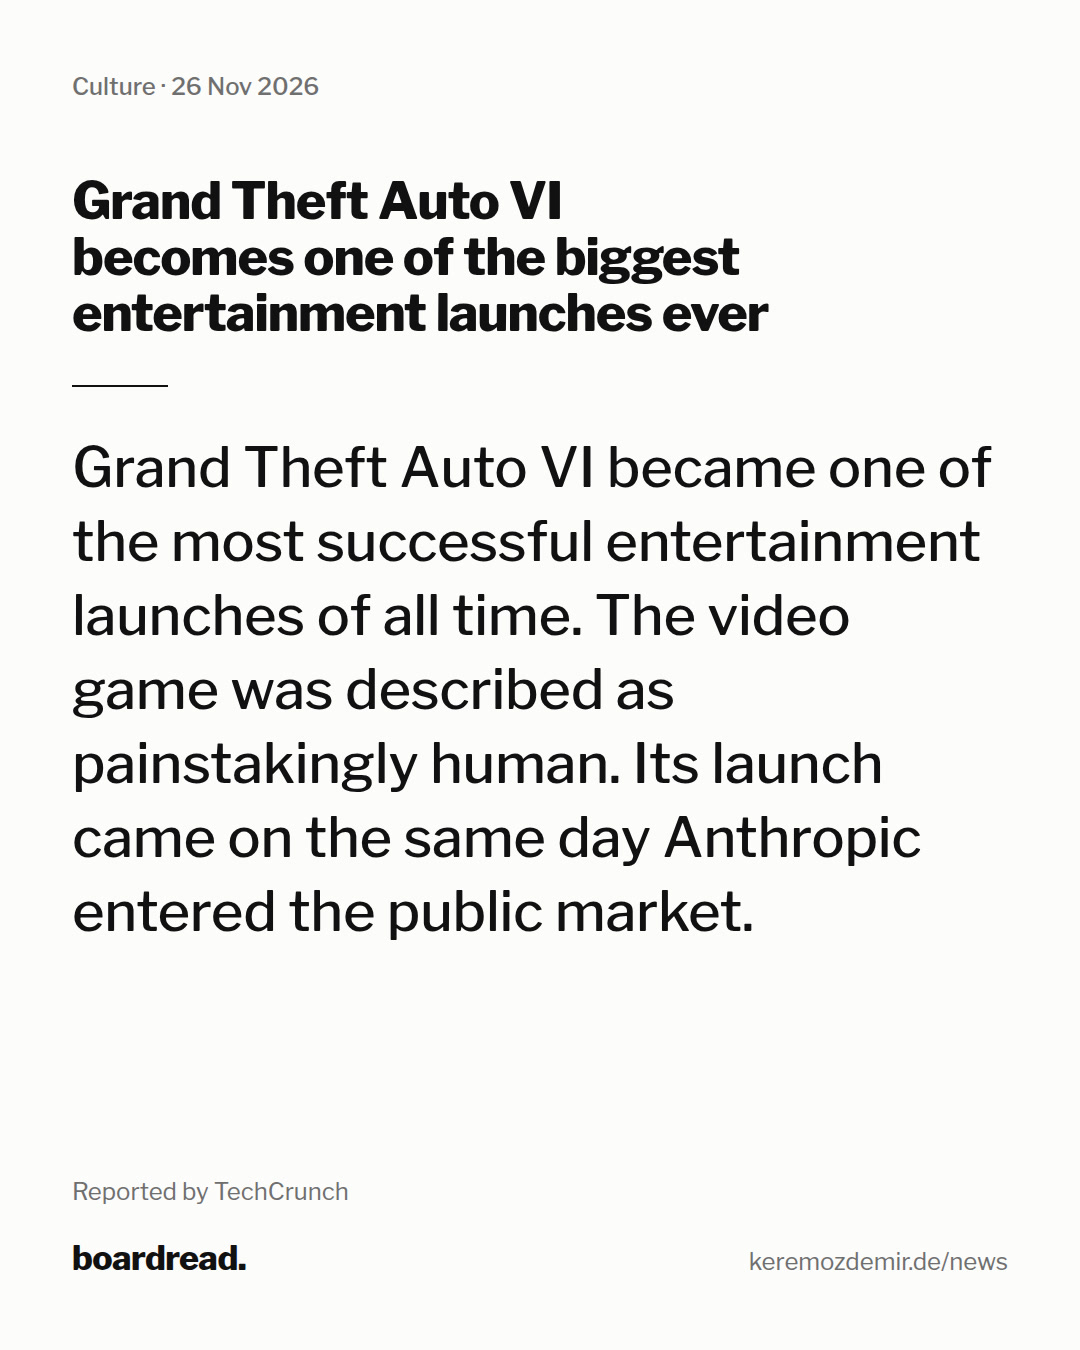 Culture · 26 Nov 2026
Grand Theft Auto VI
becomes one of the biggest
entertainment launches ever
Grand Theft Auto VI became one of
the most successful entertainment
launches of all time. The video
game was described as
painstakingly human. Its launch
came on the same day Anthropic
entered the public market.
Reported by TechCrunch
boardread.
keremozdemir.de/news